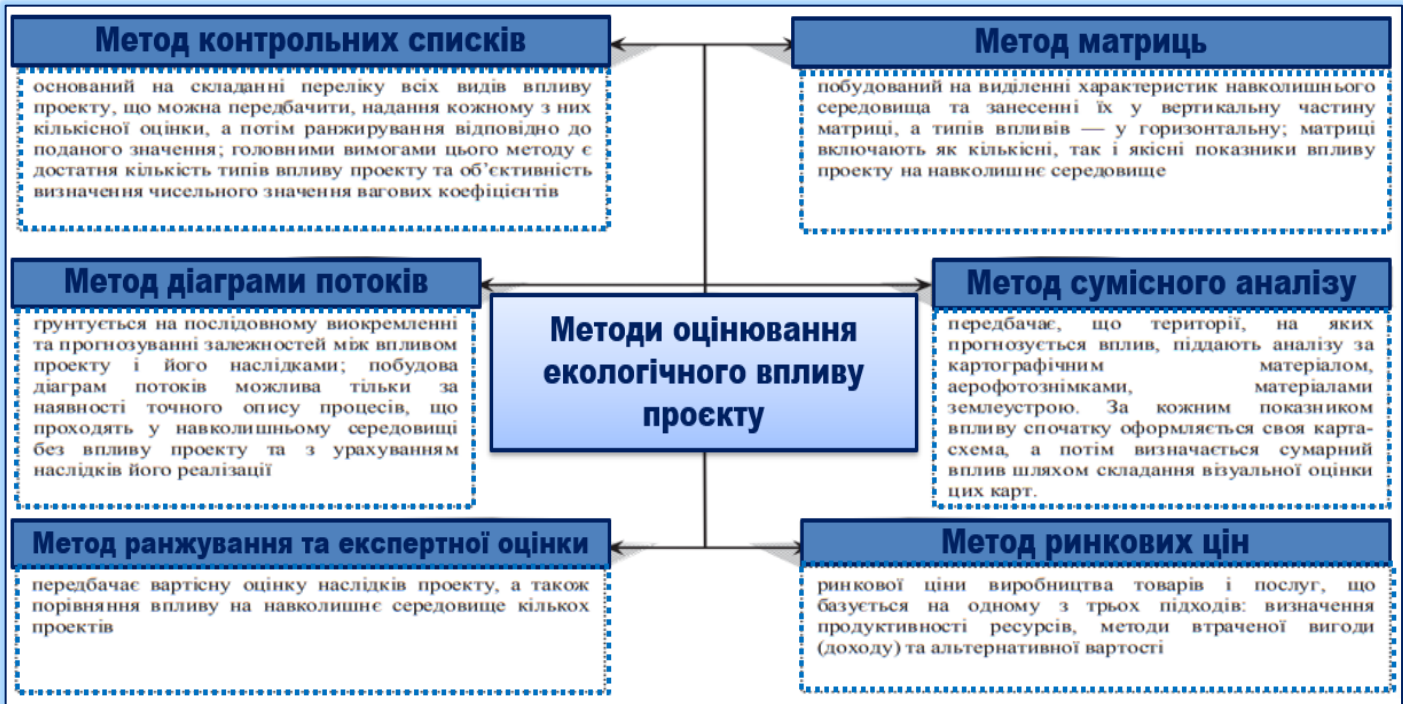 Метод контрольних списків
оснований на складанні переліку всіх видів впливу
проекту, що можна передбачити, надання кожному з них
кількісної оцінки, а потім ранжирування відповідно до
поданого значення; головними вимогами цього методу є
достатня кількість типів впливу проекту та об’єктивність
визначення чисельного значення вагових коефіцієнтів
Метод матриць
побудований на виділенні характеристик навколишнього
середовища та занесенні їх у вертикальну частину
матриці, а типів впливів — у горизонтальну; матриці
включають як кількісні, так і якісні показники впливу
проекту на навколишнє середовище
Метод діаграми потоків
ґрунтується на послідовному виокремленні
та прогнозуванні залежностей між впливом
проекту і його наслідками; побудова
діаграм потоків можлива тільки за
наявності точного опису процесів, що
проходять у навколишньому середовищі
без впливу проекту та з урахуванням
наслідків його реалізації
Методи оцінювання
екологічного впливу
проєкту
Метод сумісного аналізу
передбачає, що території, на яких
прогнозується вплив, піддають аналізу за
картографічним матеріалом,
аерофотознімками, матеріалами
землеустрою. За кожним показником
впливу спочатку оформляється своя карта-
схема, а потім визначається сумарний
вплив шляхом складання візуальної оцінки
цих карт.
Метод ранжування та експертної оцінки
передбачає вартісну оцінку наслідків проекту, а також
порівняння впливу на навколишнє середовище кількох
проектів
Метод ринкових цін
ринкової ціни виробництва товарів і послуг, що
базується на одному з трьох підходів: визначення
продуктивності ресурсів, методи втраченої вигоди
(доходу) та альтернативної вартості